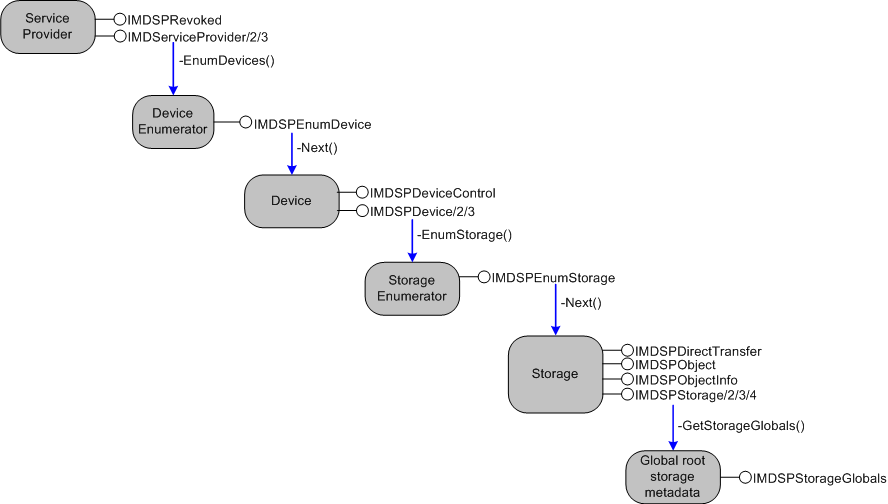 Service
Provider
IMDSPRevoked
IMDServiceProvider/2/3
-EnumDevices()
Device
Enumerator
IMDSPEnumDevice
-Next()
Device
IMDSPDeviceControl
IMDSPDevice/2/3
-EnumStorage()
Storage
Enumerator
IMDSPEnumStorage
-Next()
Storage
IMDSPDirectTransfer
IMDSPObject
IMDSPObjectInfo
IMDSPStorage/2/3/4
-GetStorageGlobals()
Global root
storage
metadata
IMDSPStorageGlobals